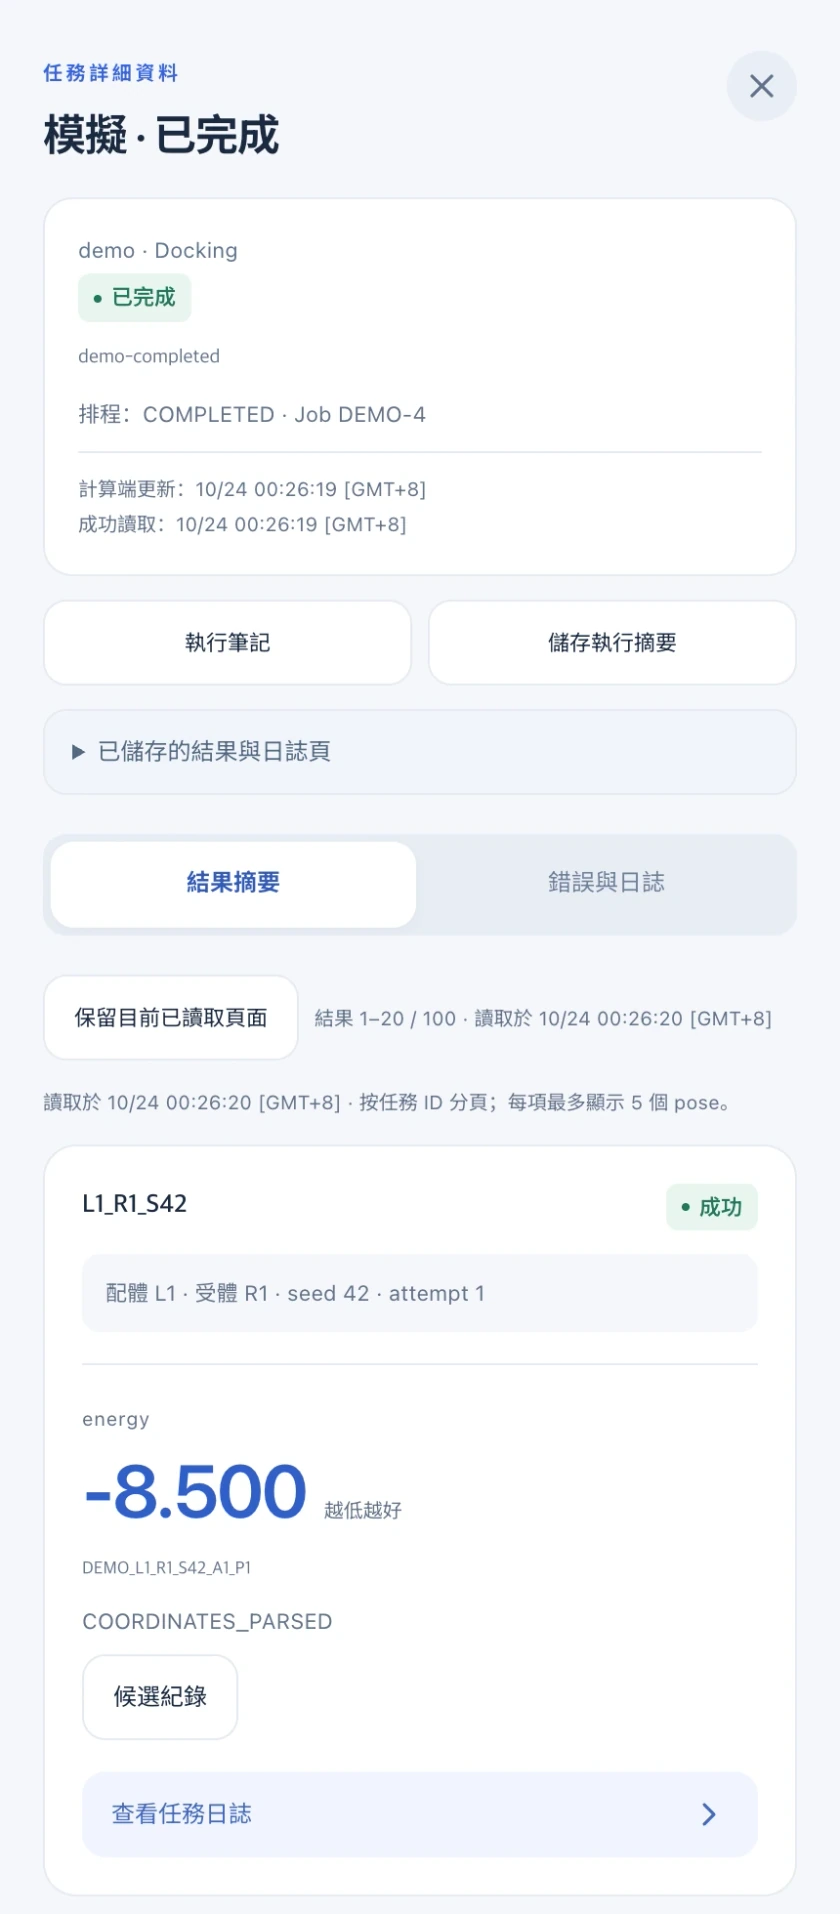 任務詳細資料
模擬 · 已完成
demo · Docking
• 已完成
demo-completed
排程：COMPLETED · Job DEMO-4
計算端更新：10/24 00:26:19 [GMT+8]
成功讀取：10/24 00:26:19 [GMT+8]
執行筆記
儲存執行摘要
▶ 已儲存的結果與日誌頁
結果摘要
錯誤與日誌
保留目前已讀取頁面
結果 1–20 / 100 · 讀取於 10/24 00:26:20 [GMT+8]
讀取於 10/24 00:26:20 [GMT+8] · 按任務 ID 分頁；每項最多顯示 5 個 pose。
L1_R1_S42
• 成功
配體 L1 · 受體 R1 · seed 42 · attempt 1
energy
-8.500 越低越好
DEMO_L1_R1_S42_A1_P1
COORDINATES_PARSED
候選紀錄
查看任務日誌